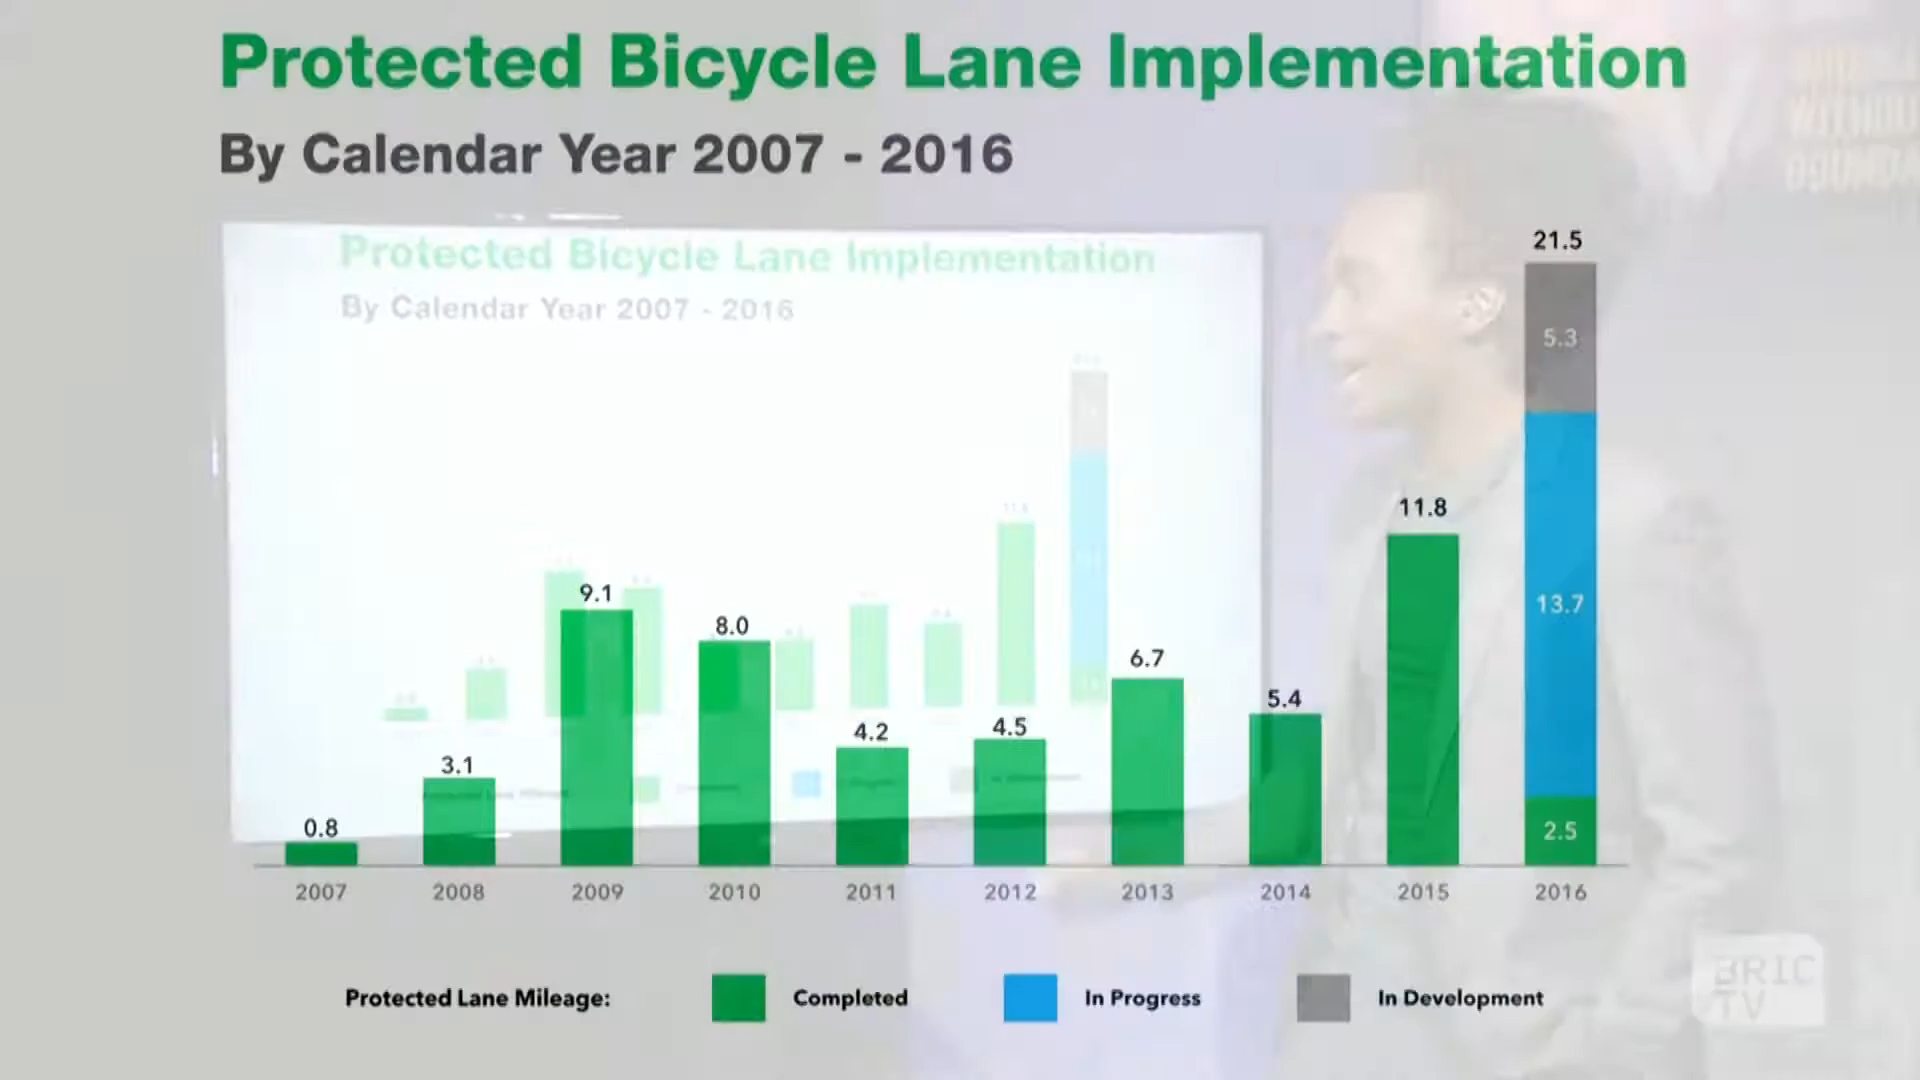 Protected Bicycle Lane Implementation
By Calendar Year 2007 - 2016
Protected Bicycle Lane Implementation
By Calendar Year 2007 - 2016
21.5
5.3
11.8
9.1
13.7
8.0
6.7
5.4
4.2
4.5
3.1
0.8
2.5
2007 2008 2009 2010 2011 2012 2013 2014 2015 2016
Protected Lane Mileage: Completed In Progress In Development
BRIC
TV